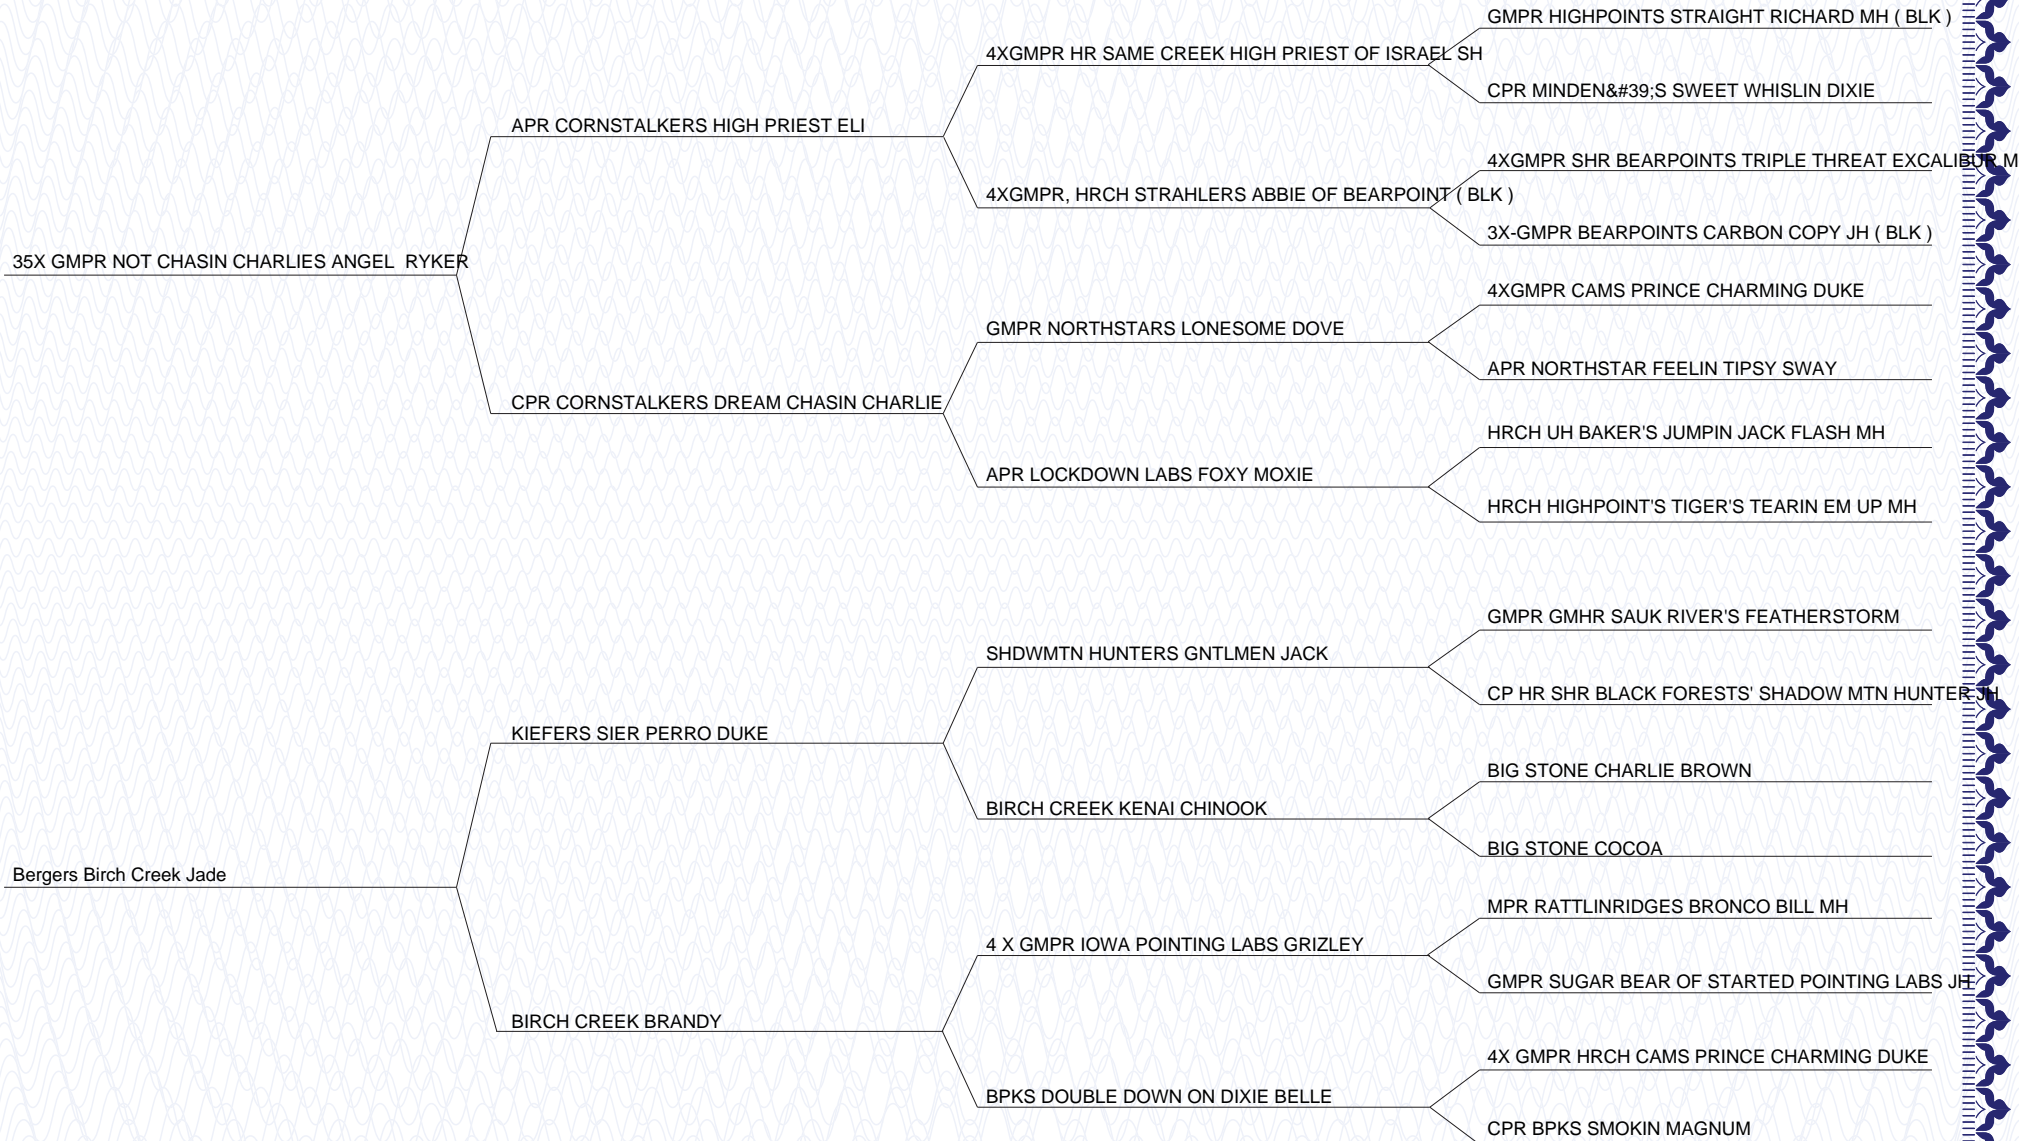 GMPR HIGHPOINTS STRAIGHT RICHARD MH ( BLK )
4XGMPR HR SAME CREEK HIGH PRIEST OF ISRAEL SH
CPR MINDEN&#39;S SWEET WHISLIN DIXIE
APR CORNSTALKERS HIGH PRIEST ELI
4XGMPR SHR BEARPOINTS TRIPLE THREAT EXCALIBUR M
4XGMPR, HRCH STRAHLERS ABBIE OF BEARPOINT ( BLK )
3X-GMPR BEARPOINTS CARBON COPY JH ( BLK )
35X GMPR NOT CHASIN CHARLIES ANGEL  RYKER
4XGMPR CAMS PRINCE CHARMING DUKE
GMPR NORTHSTARS LONESOME DOVE
APR NORTHSTAR FEELIN TIPSY SWAY
CPR CORNSTALKERS DREAM CHASIN CHARLIE
HRCH UH BAKER'S JUMPIN JACK FLASH MH
APR LOCKDOWN LABS FOXY MOXIE
HRCH HIGHPOINT'S TIGER'S TEARIN EM UP MH
GMPR GMHR SAUK RIVER'S FEATHERSTORM
SHDWMTN HUNTERS GNTLMEN JACK
CP HR SHR BLACK FORESTS' SHADOW MTN HUNTER JH
KIEFERS SIER PERRO DUKE
BIG STONE CHARLIE BROWN
BIRCH CREEK KENAI CHINOOK
BIG STONE COCOA
Bergers Birch Creek Jade
MPR RATTLINRIDGES BRONCO BILL MH
4 X GMPR IOWA POINTING LABS GRIZLEY
GMPR SUGAR BEAR OF STARTED POINTING LABS JH
BIRCH CREEK BRANDY
4X GMPR HRCH CAMS PRINCE CHARMING DUKE
BPKS DOUBLE DOWN ON DIXIE BELLE
CPR BPKS SMOKIN MAGNUM